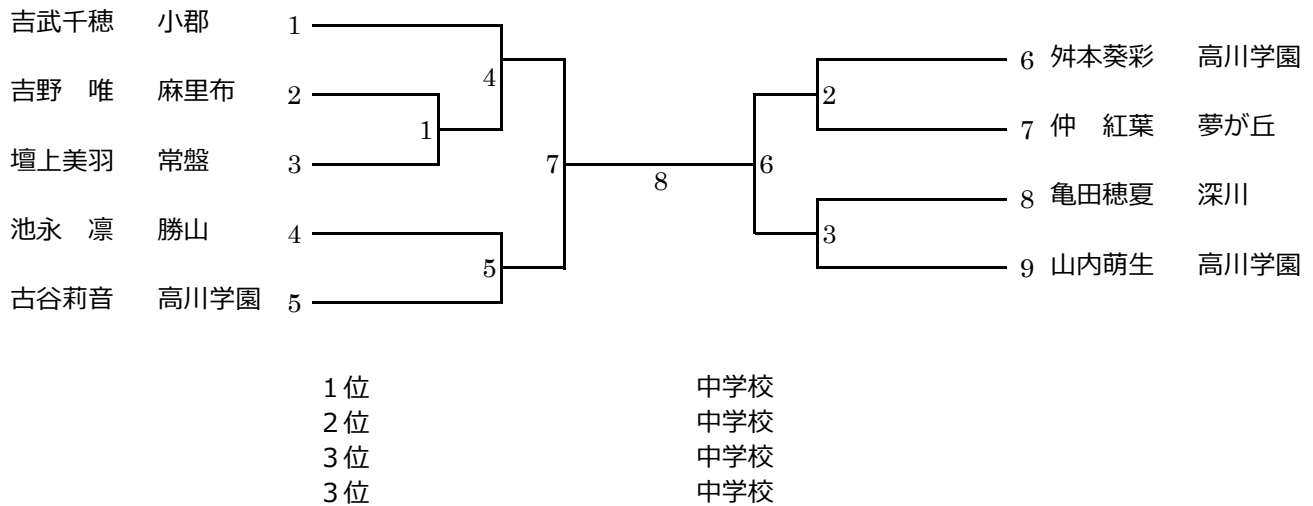 吉武千穂 小郡 1
吉野 唯 麻里布 2
壇上美羽 常盤 3
池永 凛 勝山 4
古谷莉音 高川学園 5
1
4
5
7
8
6
2
3
6 舛本葵彩 高川学園
7 仲 紅葉 夢が丘
8 亀田穂夏 深川
9 山内萌生 高川学園
１位 中学校
２位 中学校
３位 中学校
３位 中学校